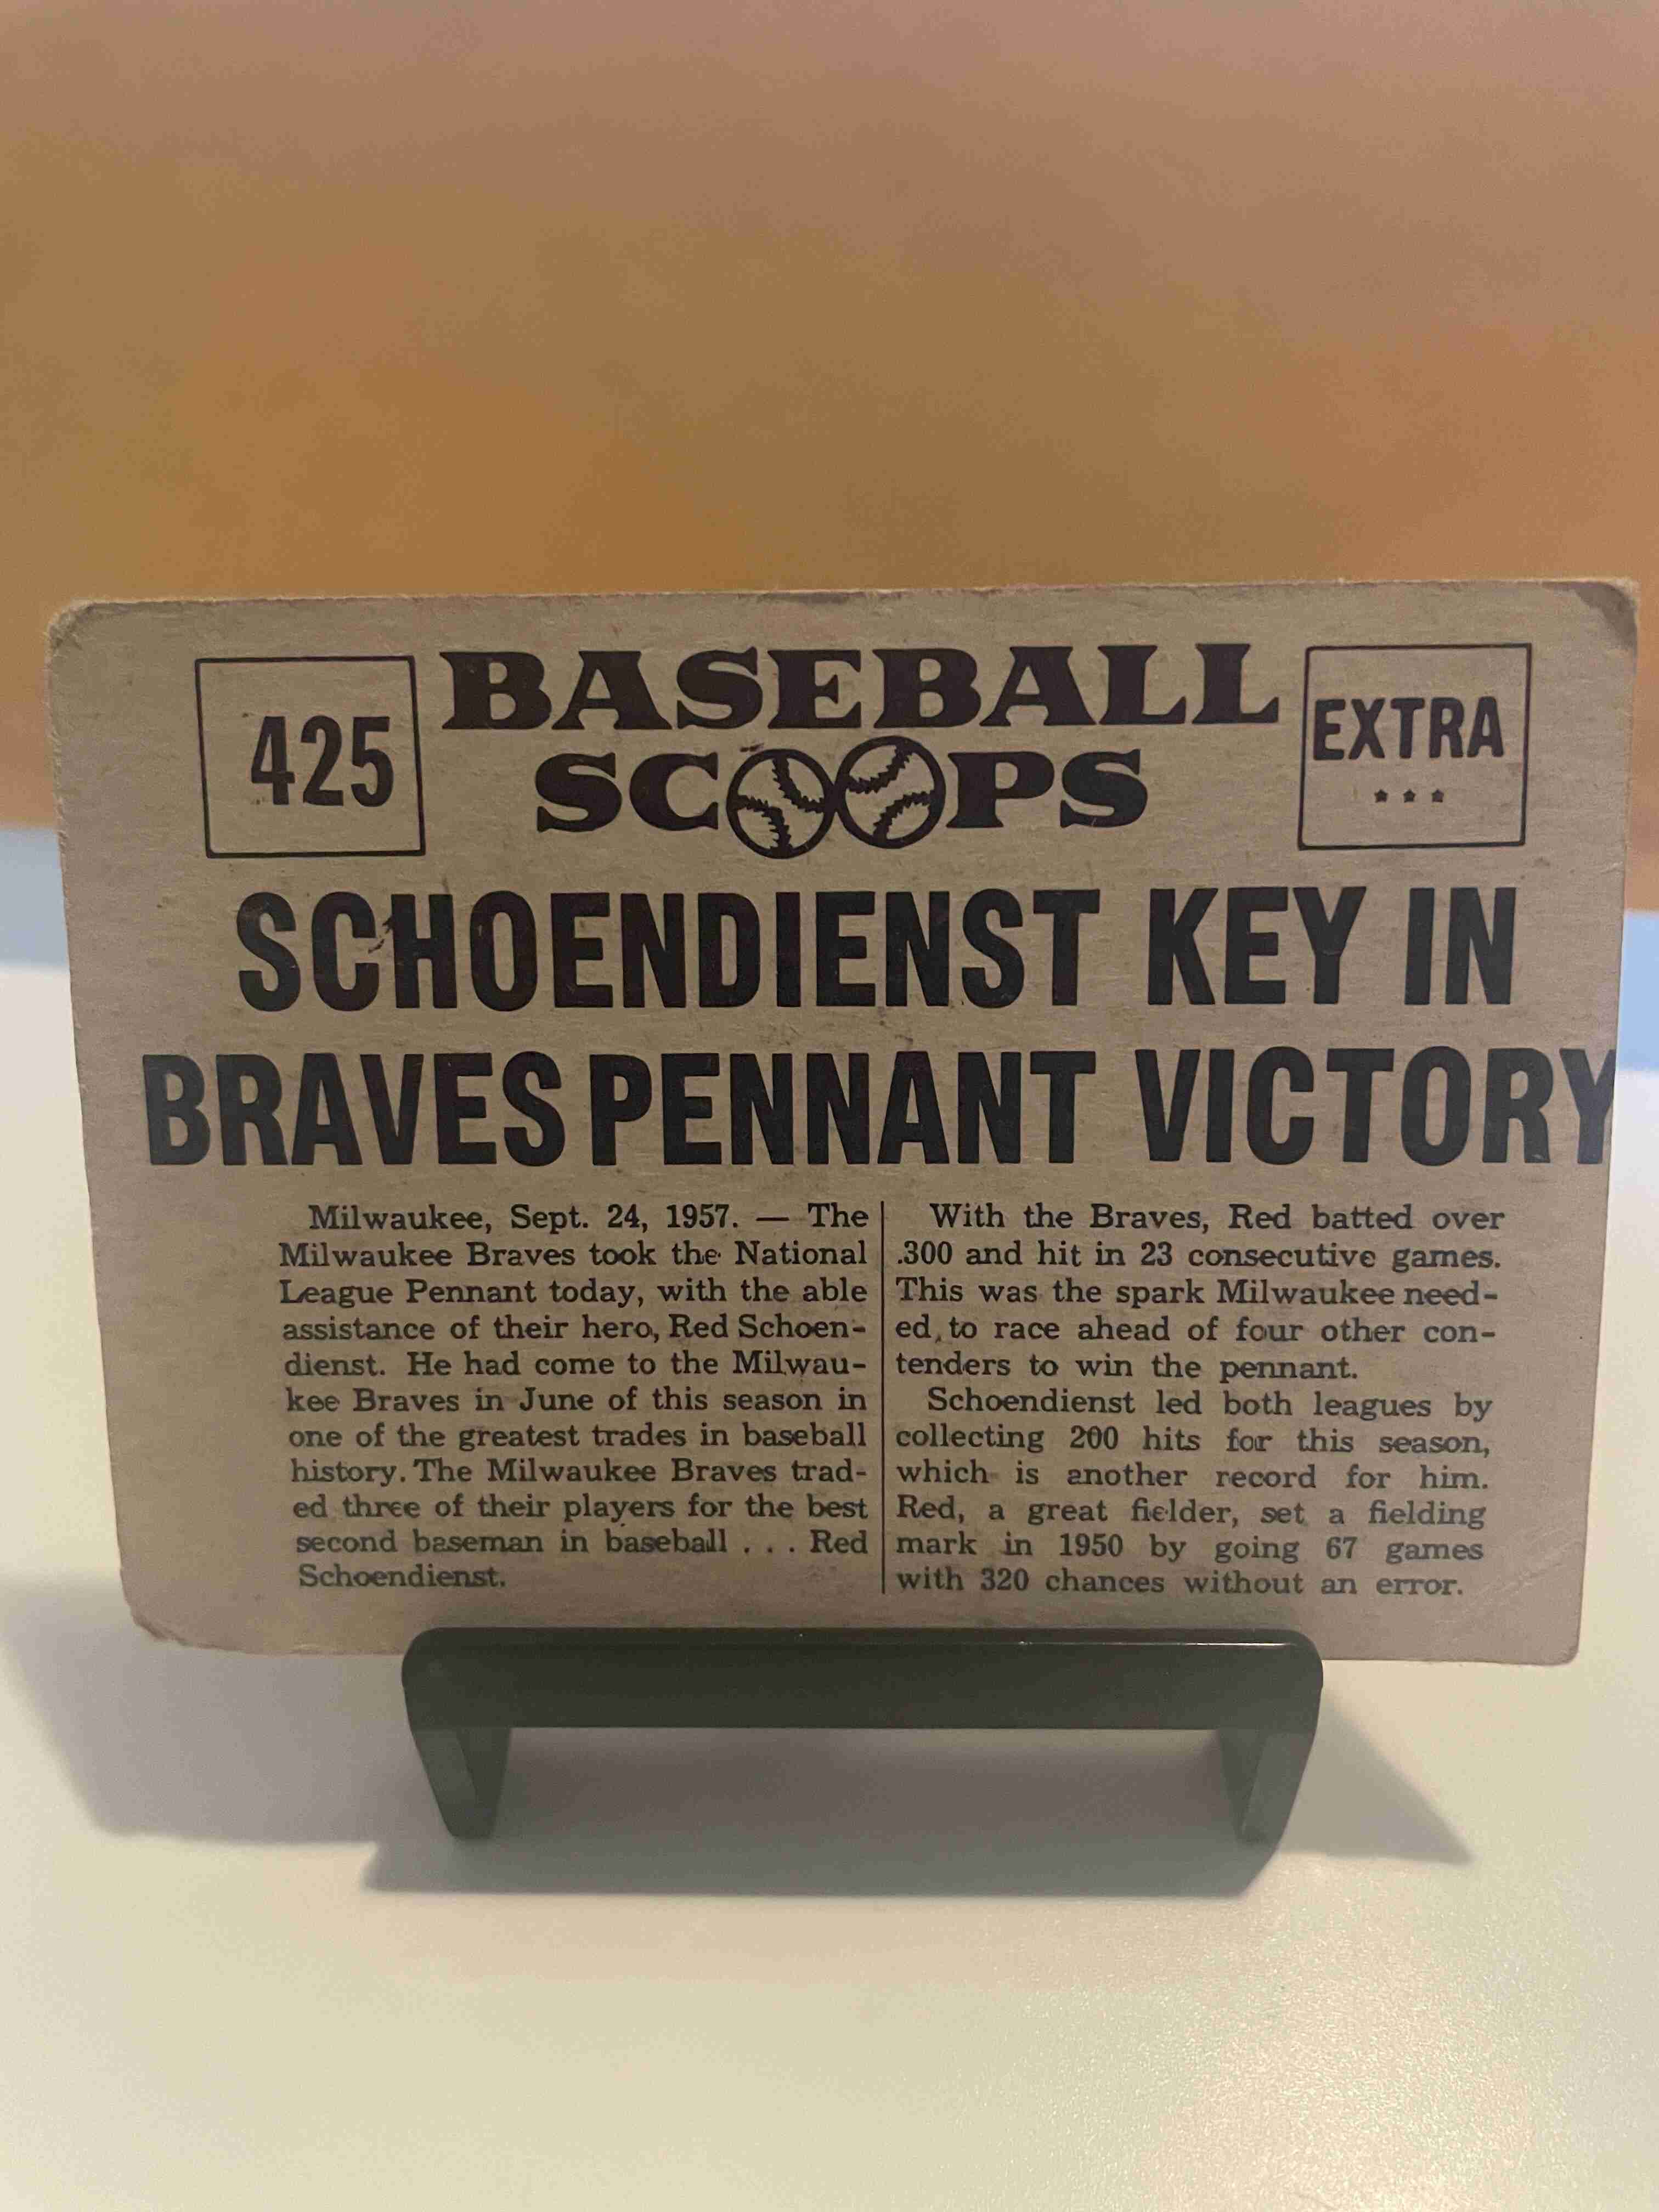 425
BASEBALL
SCOOPS
EXTRA
SCHOENDIENST KEY IN
BRAVES PENNANT VICTORY
Milwaukee, Sept. 24, 1957. — The
Milwaukee Braves took the National
League Pennant today, with the able
assistance of their hero, Red Schoen-
dienst. He had come to the Milwau-
kee Braves in June of this season in
one of the greatest trades in baseball
history. The Milwaukee Braves trad-
ed three of their players for the best
second baseman in baseball . . . Red
Schoendienst.
With the Braves, Red batted over
.300 and hit in 23 consecutive games.
This was the spark Milwaukee need-
ed, to race ahead of four other con-
tenders to win the pennant.
Schoendienst led both leagues by
collecting 200 hits for this season,
which is another record for him.
Red, a great fielder, set a fielding
mark in 1950 by going 67 games
with 320 chances without an error.